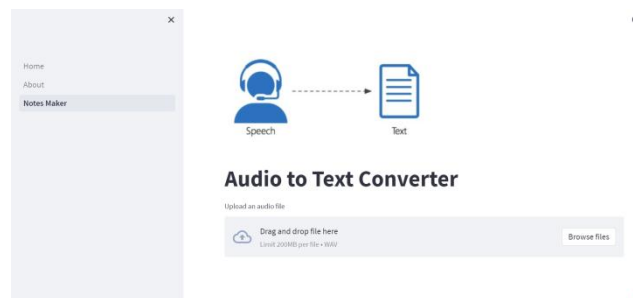 Home
About
Notes Maker
Speech
Text
Audio to Text Converter
Upload an audio file
Drag and drop file here
Limit 200MB per file • WAV
Browse files